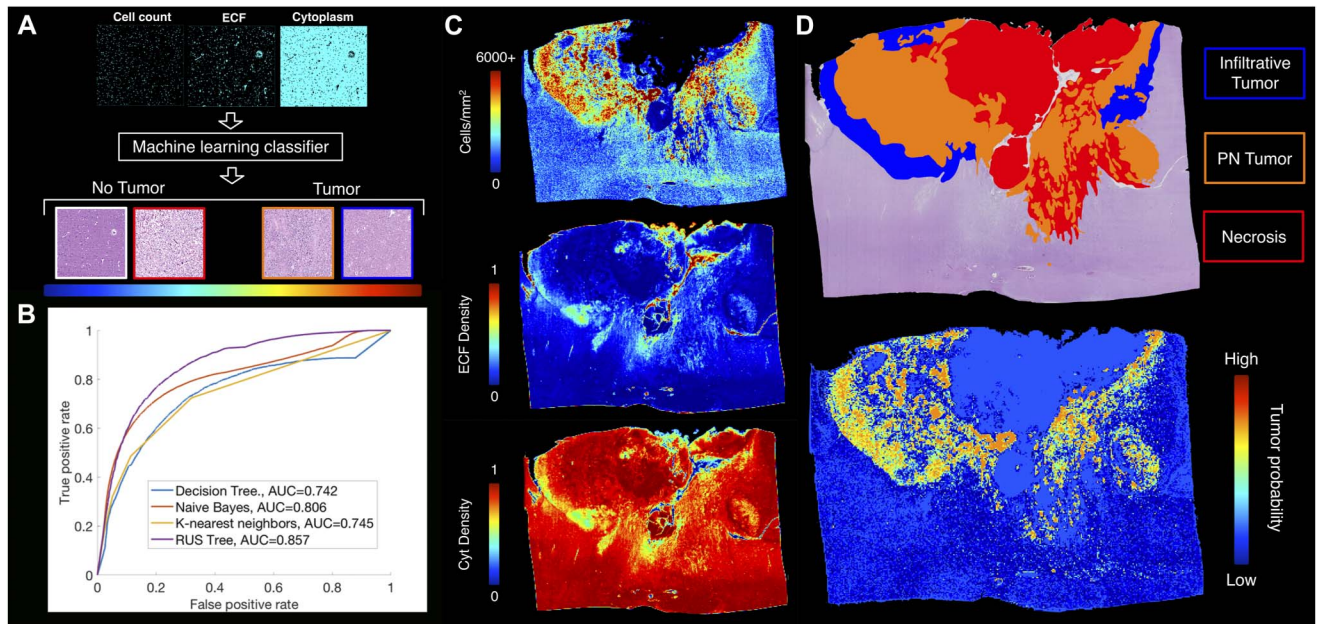 A
Cell count
ECF
Cytoplasm
Machine learning classifier
No Tumor
Tumor
B
1
0.8
0.6
0.4
0.2
0
True positive rate
Decision Tree., AUC=0.742
Naive Bayes, AUC=0.806
K-nearest neighbors, AUC=0.745
RUS Tree, AUC=0.857
0
0.2
0.4
0.6
0.8
1
False positive rate
C
6000+
Cells/mm²
0
1
ECF Density
0
1
Cyt Density
0
D
Infiltrative
Tumor
PN Tumor
Necrosis
High
Tumor probability
Low